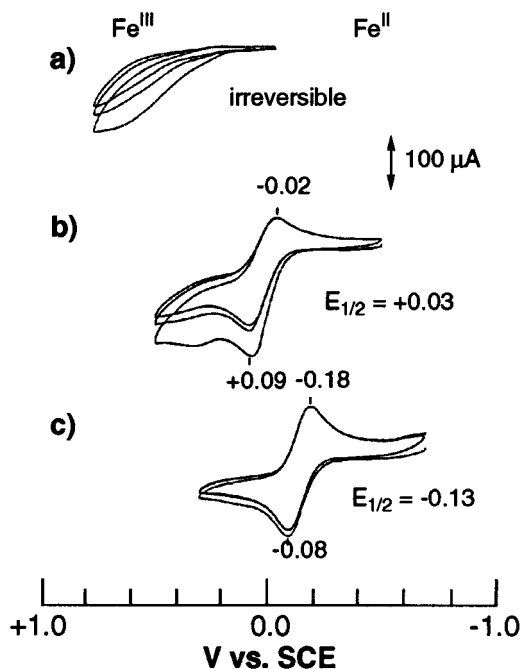 Fe^III Fe^II
a)
irreversible
100 μA
-0.02
b)
E1/2 = +0.03
+0.09 -0.18
c)
E1/2 = -0.13
-0.08
+1.0 0.0 -1.0
V vs. SCE